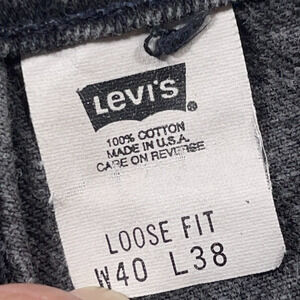 Levi's
100% COTTON
MADE IN U.S.A.
CARE ON REVERSE
LOOSE FIT
W40 L38